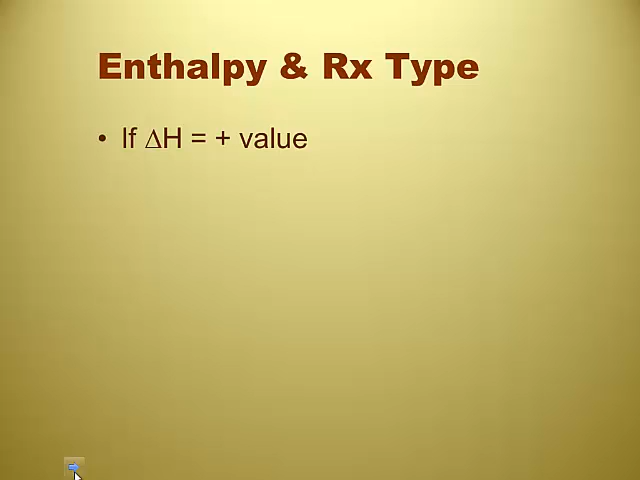 Enthalpy & Rx Type
• If ∆H = + value